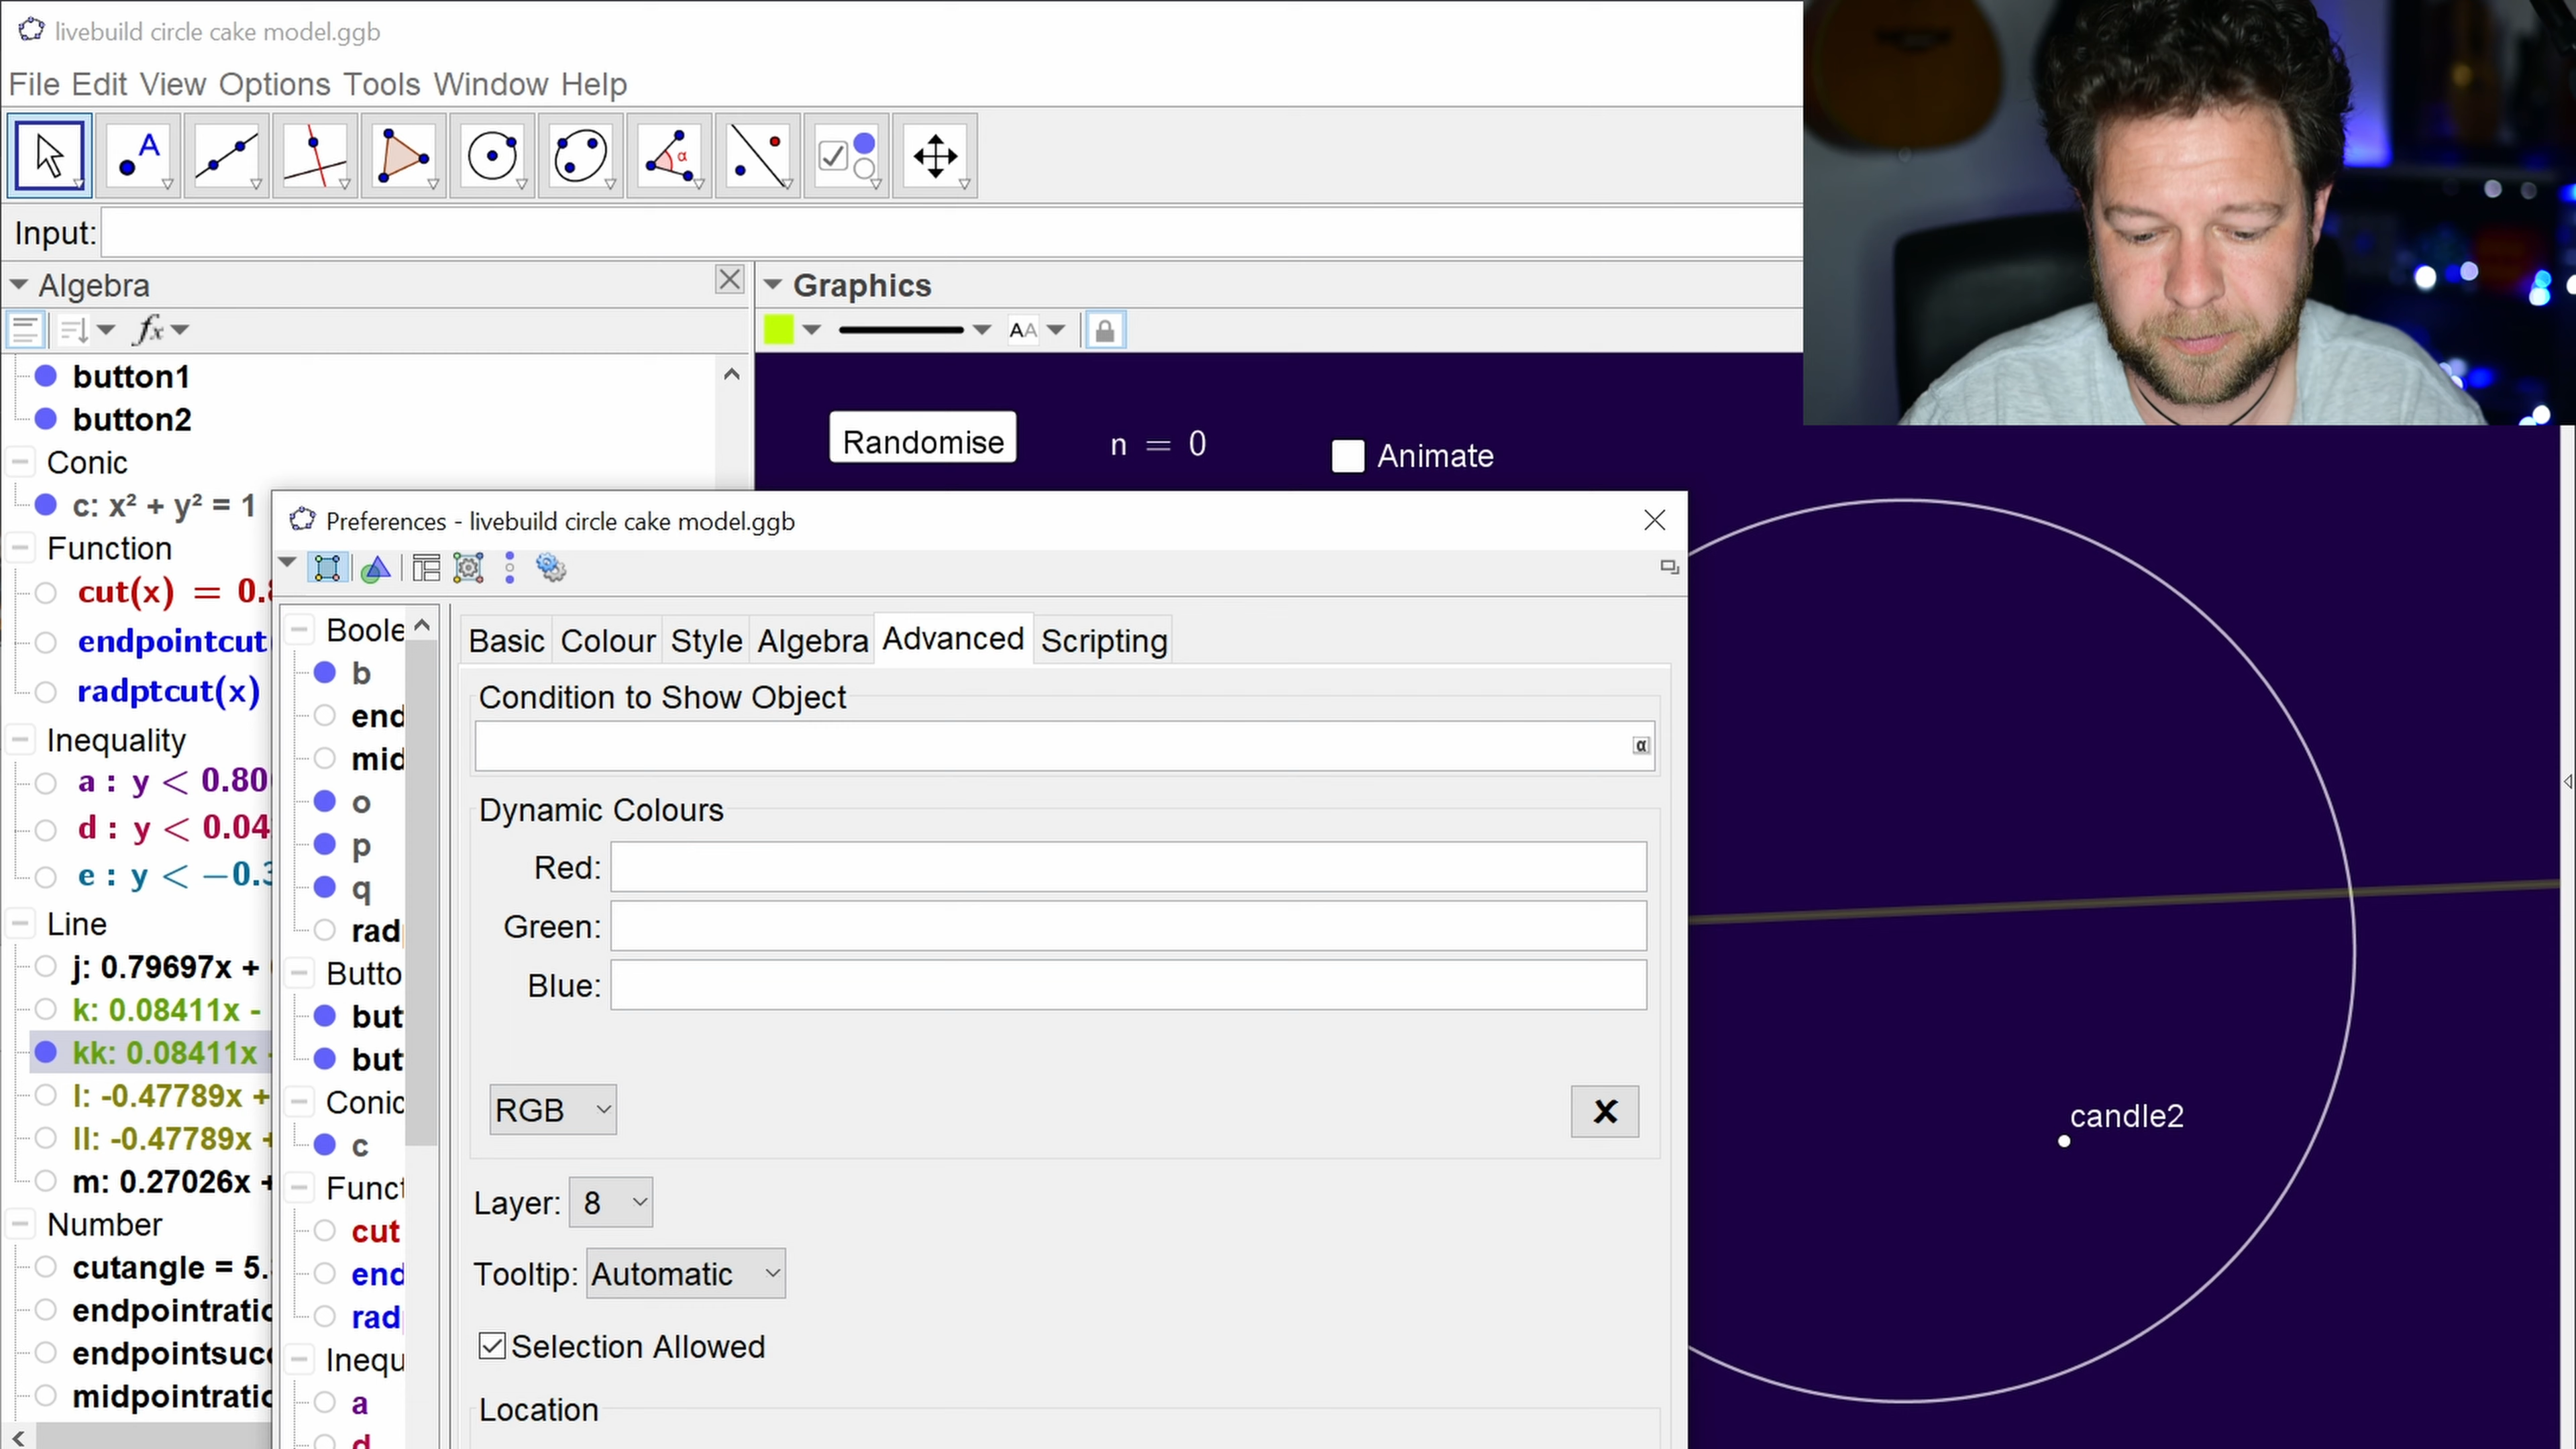 livebuild circle cake model.ggb
File Edit View Options Tools Window Help
A
α
Input:
Algebra
Graphics
fx
AA
button1
button2
Conic
c: x² + y² = 1
Function
cut(x) = 0.8
endpointcut
radptcut(x)
Inequality
a : y < 0.80
d : y < 0.04
e : y < −0.3
Line
j: 0.79697x +
k: 0.08411x -
kk: 0.08411x -
l: -0.47789x +
ll: -0.47789x +
m: 0.27026x +
Number
cutangle = 5.
endpointratio
endpointsucc
midpointratio
Randomise
n = 0
Animate
candle2
Preferences - livebuild circle cake model.ggb
Boole
b
end
mid
o
p
q
rad
Butto
but
but
Conic
c
Funct
cut
end
rad
Inequ
a
d
Basic Colour Style Algebra Advanced Scripting
Condition to Show Object
α
Dynamic Colours
Red:
Green:
Blue:
RGB
Layer: 8
Tooltip: Automatic
Selection Allowed
Location